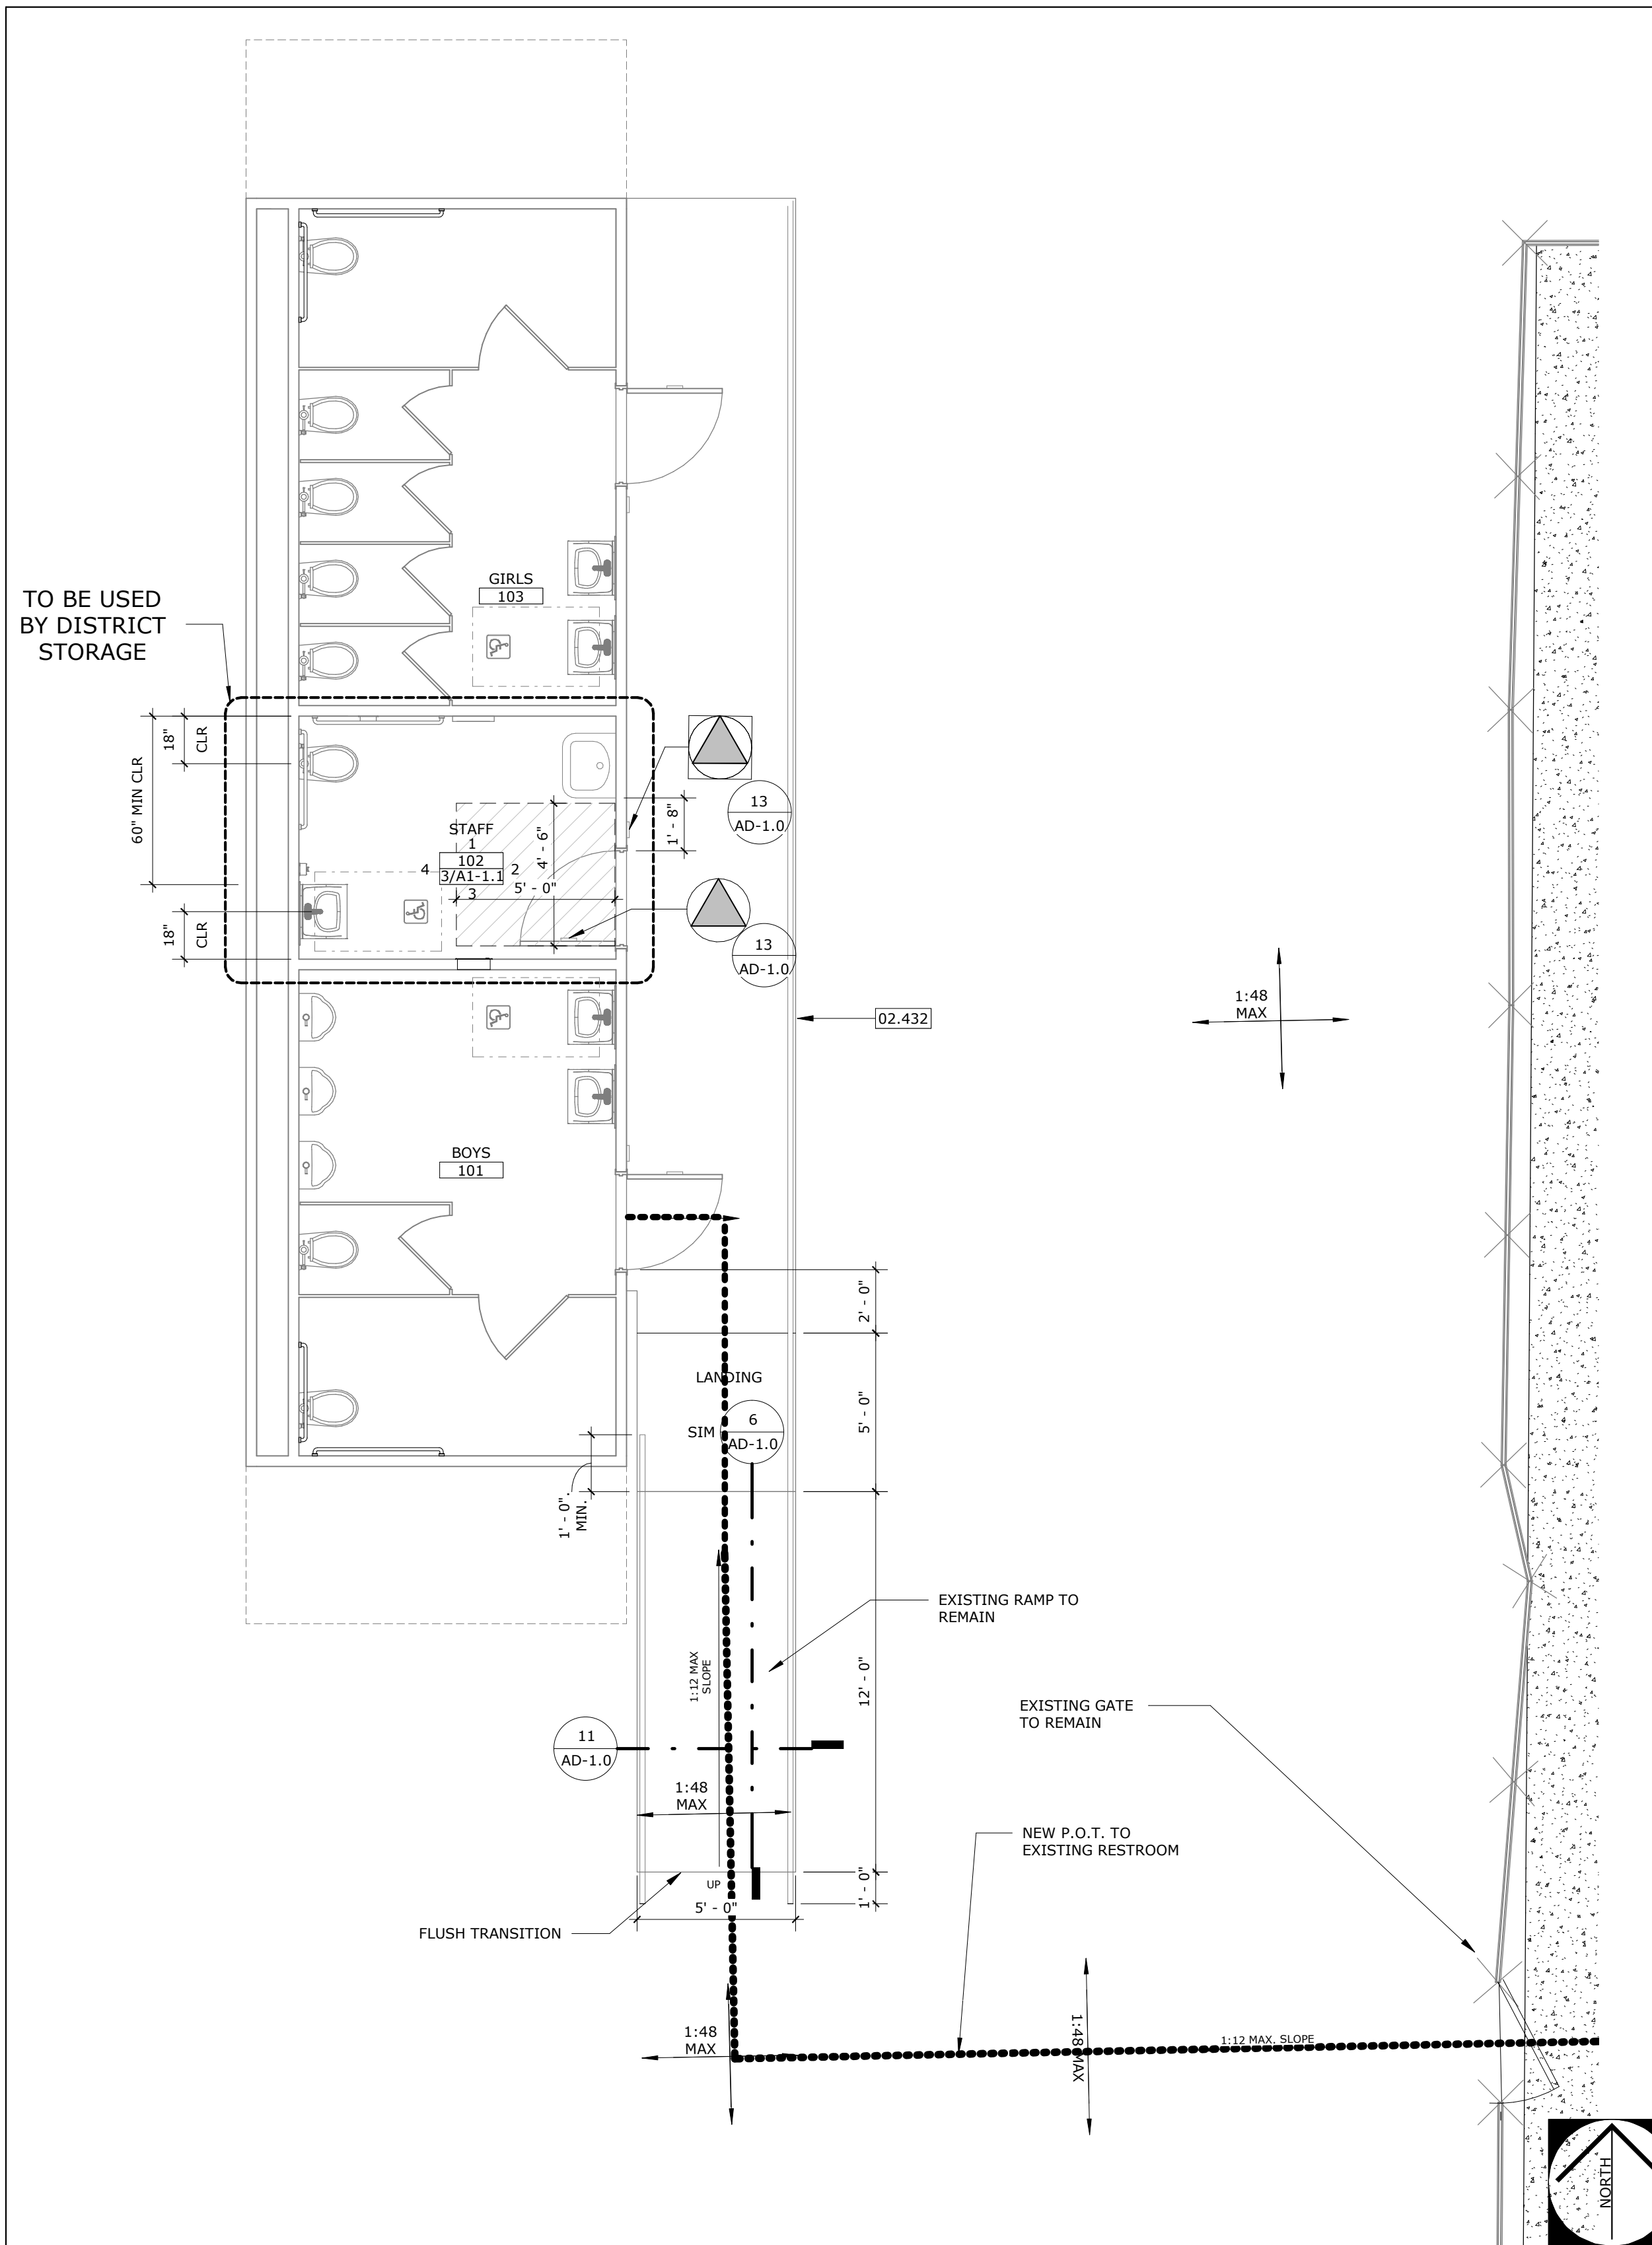 TO BE USED
BY DISTRICT
STORAGE
GIRLS
103
18"
CLR
60" MIN CLR
18"
CLR
STAFF
1
102
3/A1-1.1
4
2
3
4' - 6"
5' - 0"
1' - 8"
13
AD-1.0
13
AD-1.0
02.432
1:48
MAX
BOYS
101
2' - 0"
LANDING
5' - 0"
SIM
6
AD-1.0
1' - 0".
MIN.
EXISTING RAMP TO
REMAIN
1:12 MAX
SLOPE
12' - 0"
EXISTING GATE
TO REMAIN
11
AD-1.0
1:48
MAX
NEW P.O.T. TO
EXISTING RESTROOM
UP
1' - 0"
5' - 0"
FLUSH TRANSITION
1:48
MAX
1:48 MAX
1:12 MAX. SLOPE
NORTH